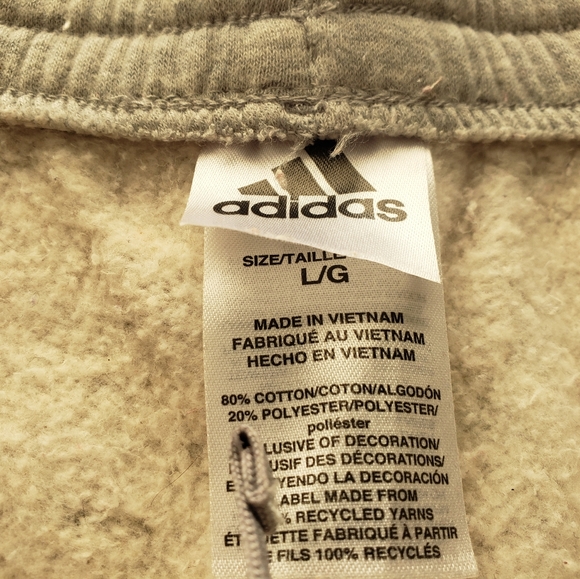 adidas
SIZE/TAILLE
L/G
MADE IN VIETNAM
FABRIQUÉ AU VIETNAM
HECHO EN VIETNAM
80% COTTON/COTON/ALGODÓN
20% POLYESTER/POLYESTER/
poliéster
LUSIVE OF DECORATION/
USIF DES DÉCORATIONS/
E YENDO LA DECORACIÓN
ABEL MADE FROM
% RECYCLED YARNS
ÉT ETTE FABRIQUÉ À PARTIR
E FILS 100% RECYCLÉS